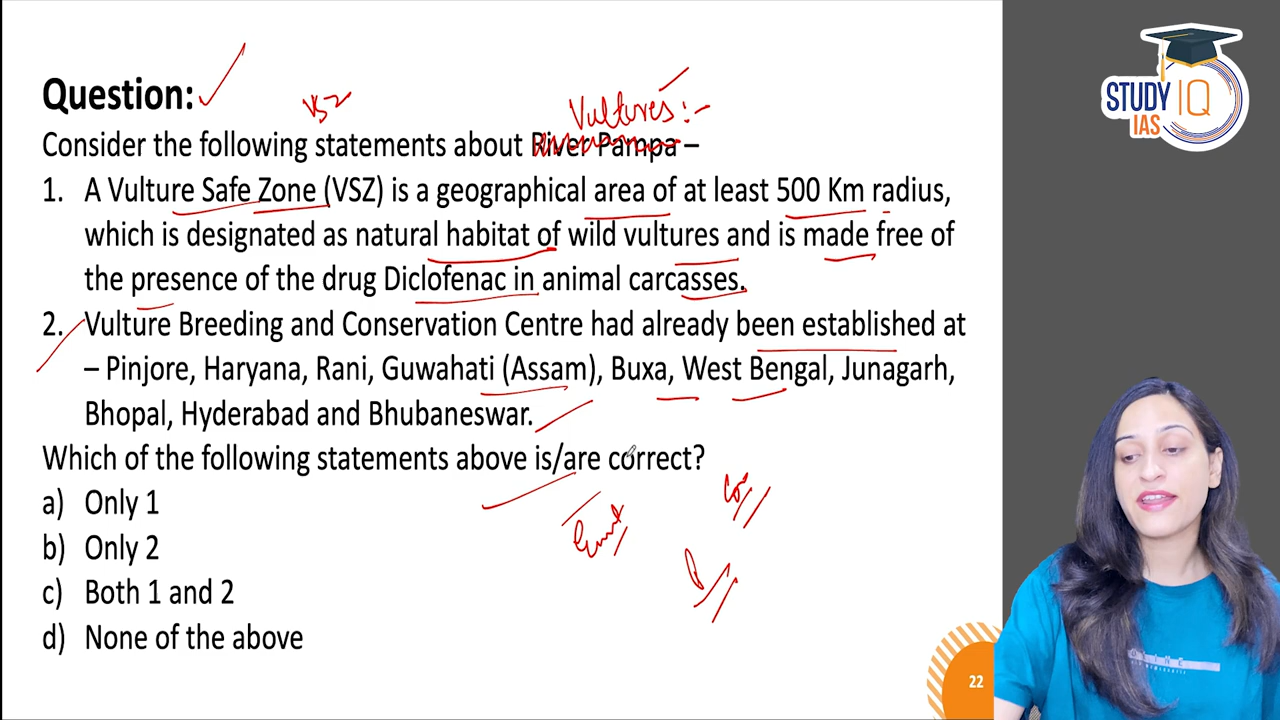 Question:
VSZ
Vultures:-
Consider the following statements about River Pampa –
1. A Vulture Safe Zone (VSZ) is a geographical area of at least 500 Km radius,
which is designated as natural habitat of wild vultures and is made free of
the presence of the drug Diclofenac in animal carcasses.
2. Vulture Breeding and Conservation Centre had already been established at
– Pinjore, Haryana, Rani, Guwahati (Assam), Buxa, West Bengal, Junagarh,
Bhopal, Hyderabad and Bhubaneswar.
Which of the following statements above is/are correct?
a) Only 1
b) Only 2
c) Both 1 and 2
d) None of the above
STUDY IQ
IAS
22